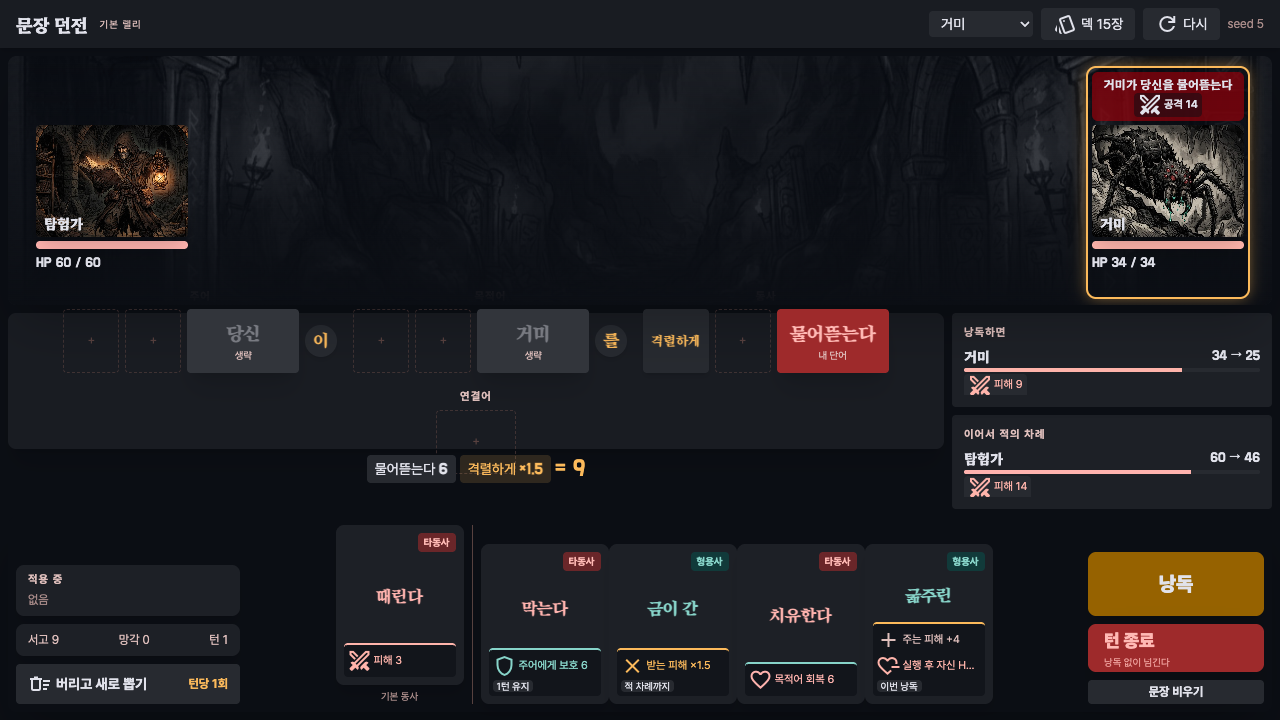 문장 던전 기본 랠리
거미
덱 15장
다시
seed 5
거미가 당신을 물어뜯는다
공격 14
탐험가
HP 60 / 60
거미
HP 34 / 34
당신
생략
이
거미
생략
를
격렬하게
물어뜯는다
내 단어
연결어
물어뜯는다 6 격렬하게 ×1.5 = 9
낭독하면
거미 34 → 25
피해 9
이어서 적의 차례
탐험가 60 → 46
피해 14
적용 중
없음
서고 9 망각 0 턴 1
버리고 새로 뽑기 턴당 1회
타동사
때린다
피해 3
기본 동사
타동사
막는다
주어에게 보호 6
1턴 유지
형용사
금이 간
받는 피해 ×1.5
적 차례까지
타동사
치유한다
목적어 회복 6
형용사
굶주린
주는 피해 +4
실행 후 자신 H...
이번 낭독
낭독
턴 종료
낭독 없이 넘긴다
문장 비우기